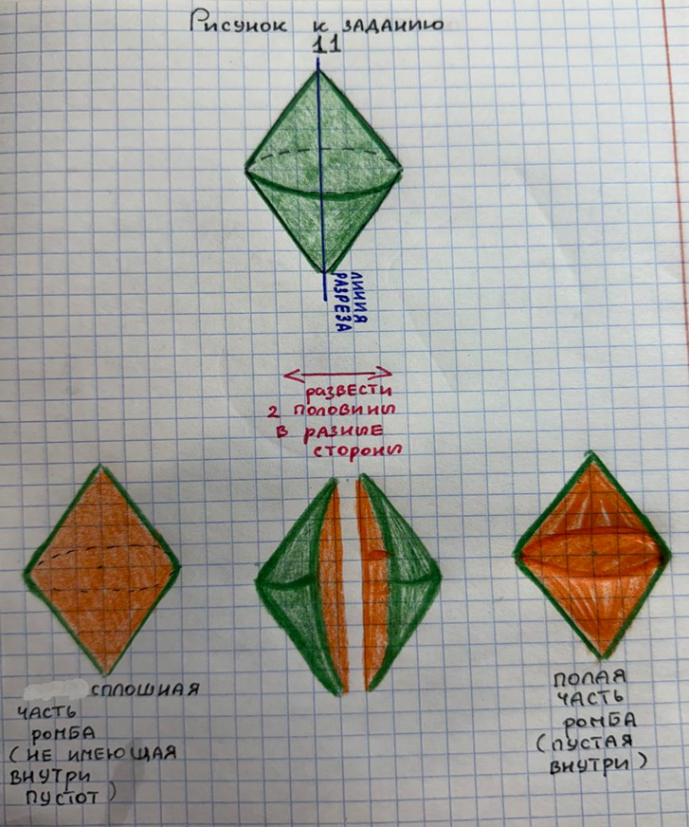 Рисунок к заданию
11
линия
разреза
развести
2 половины
в разные
стороны
сплошная
часть
ромба
(не имеющая
внутри
пустот)
полая
часть
ромба
(пустая
внутри)